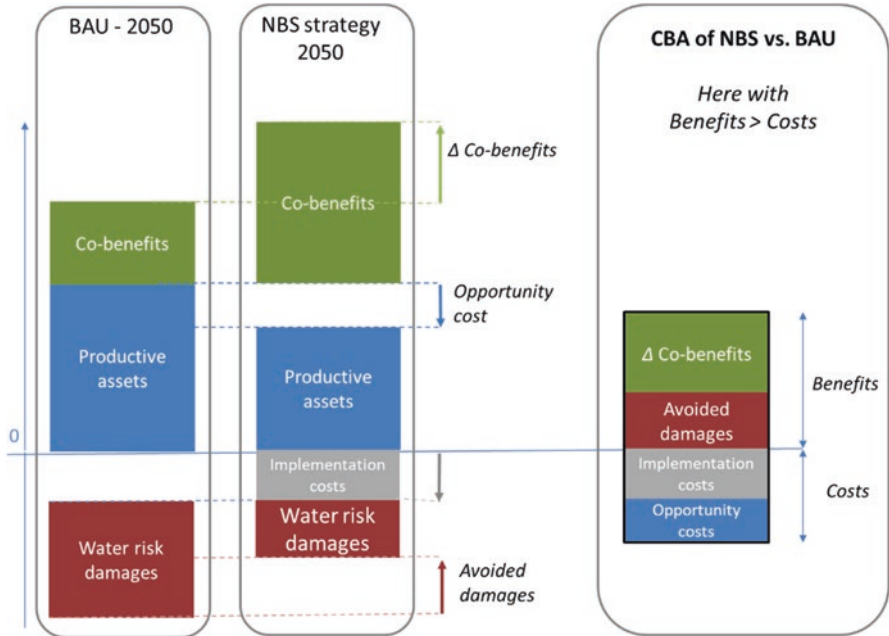 BAU - 2050
NBS strategy
2050
CBA of NBS vs. BAU
Here with
Benefits > Costs
Δ Co-benefits
Co-benefits
Co-benefits
Opportunity
cost
Productive
assets
Productive
assets
Δ Co-benefits
Benefits
Avoided
damages
0
Implementation
costs
Implementation
costs
Costs
Opportunity
costs
Water risk
damages
Water risk
damages
Avoided
damages